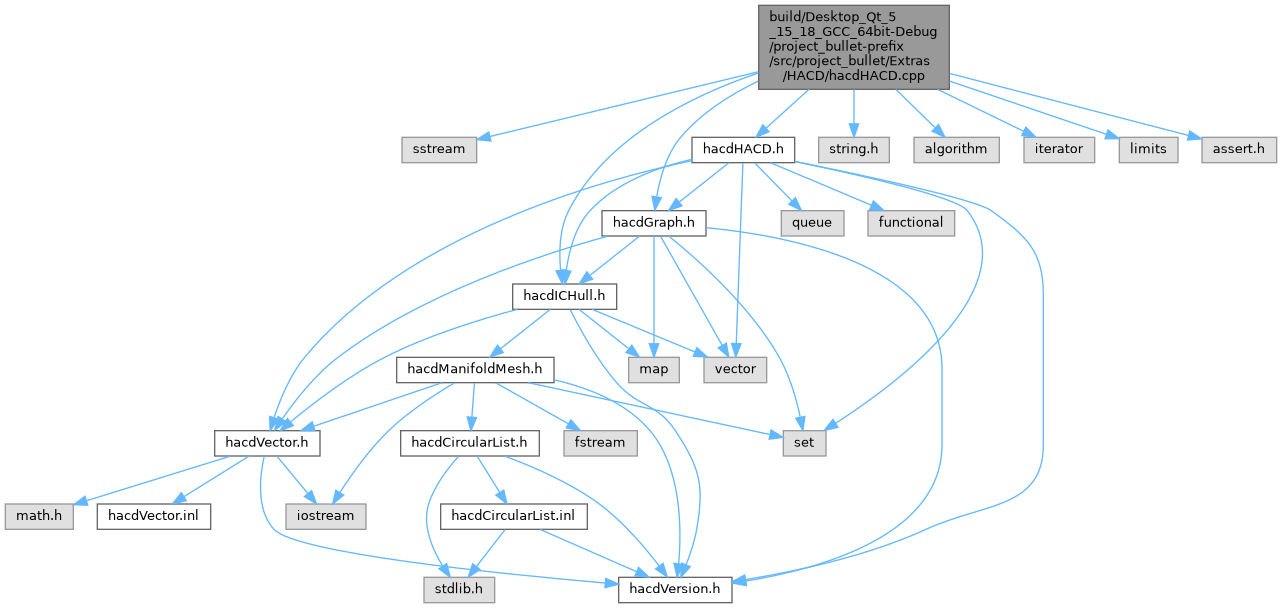 build/Desktop_Qt_5
_15_18_GCC_64bit-Debug
/project_bullet-prefix
/src/project_bullet/Extras
/HACD/hacdHACD.cpp
sstream
hacdHACD.h
string.h
algorithm
iterator
limits
assert.h
hacdGraph.h
queue
functional
hacdICHull.h
hacdManifoldMesh.h
map
vector
hacdVector.h
hacdCircularList.h
fstream
set
math.h
hacdVector.inl
iostream
hacdCircularList.inl
stdlib.h
hacdVersion.h